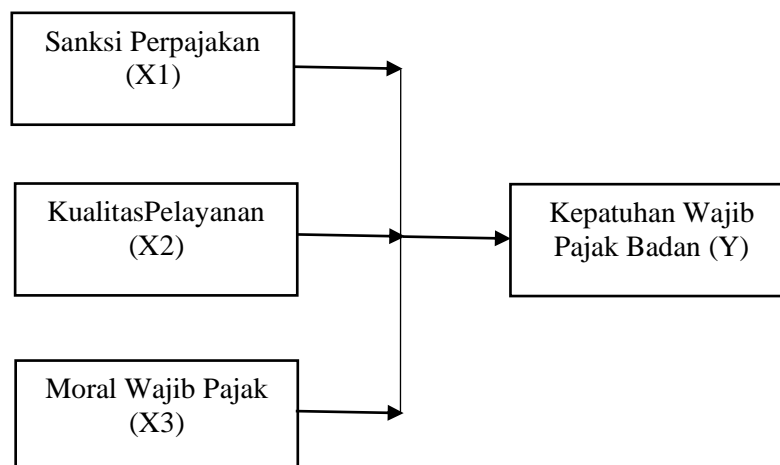 Sanksi Perpajakan
(X1)
KualitasPelayanan
(X2)
Kepatuhan Wajib
Pajak Badan (Y)
Moral Wajib Pajak
(X3)